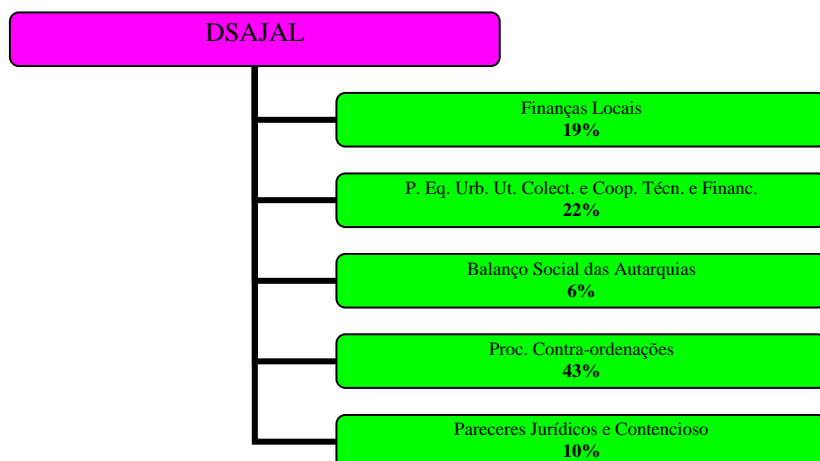 DSAJAL
Finanças Locais
19%
P. Eq. Urb. Ut. Colect. e Coop. Técn. e Financ.
22%
Balanço Social das Autarquias
6%
Proc. Contra-ordenações
43%
Pareceres Jurídicos e Contencioso
10%